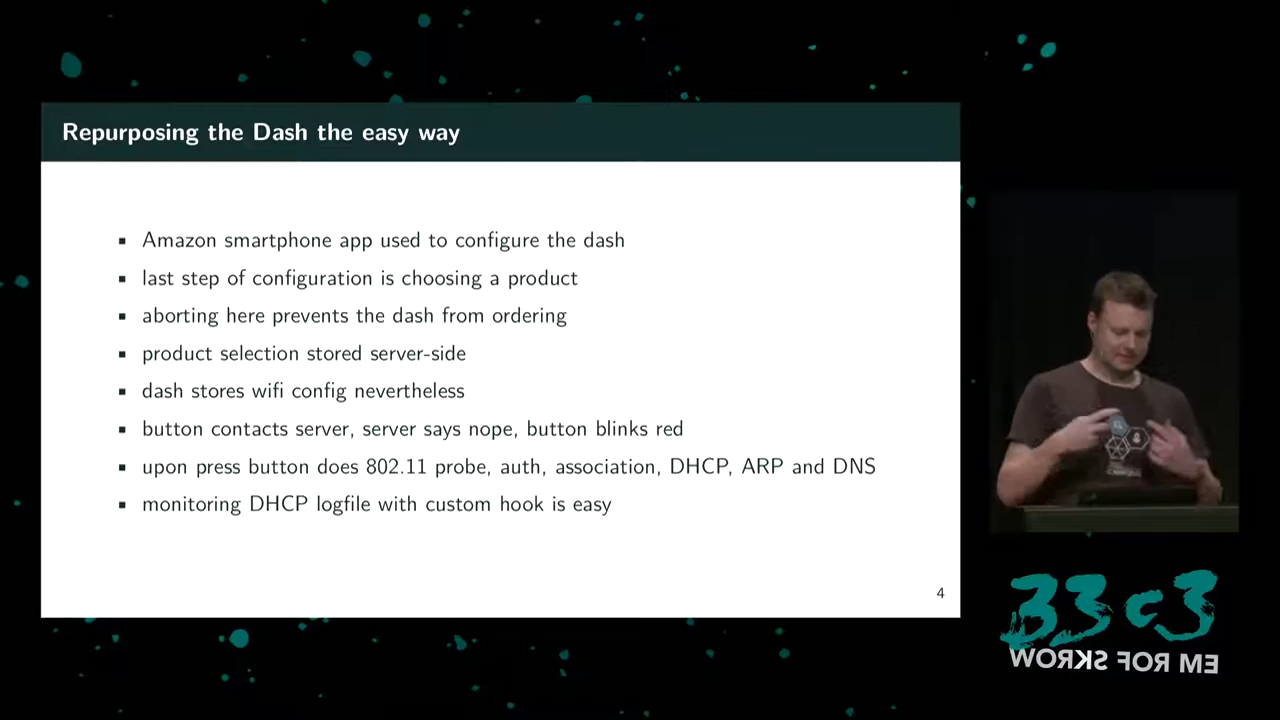 Repurposing the Dash the easy way
Amazon smartphone app used to configure the dash
last step of configuration is choosing a product
aborting here prevents the dash from ordering
product selection stored server-side
dash stores wifi config nevertheless
button contacts server, server says nope, button blinks red
upon press button does 802.11 probe, auth, association, DHCP, ARP and DNS
monitoring DHCP logfile with custom hook is easy
4
33c3
WORKS FOR ME